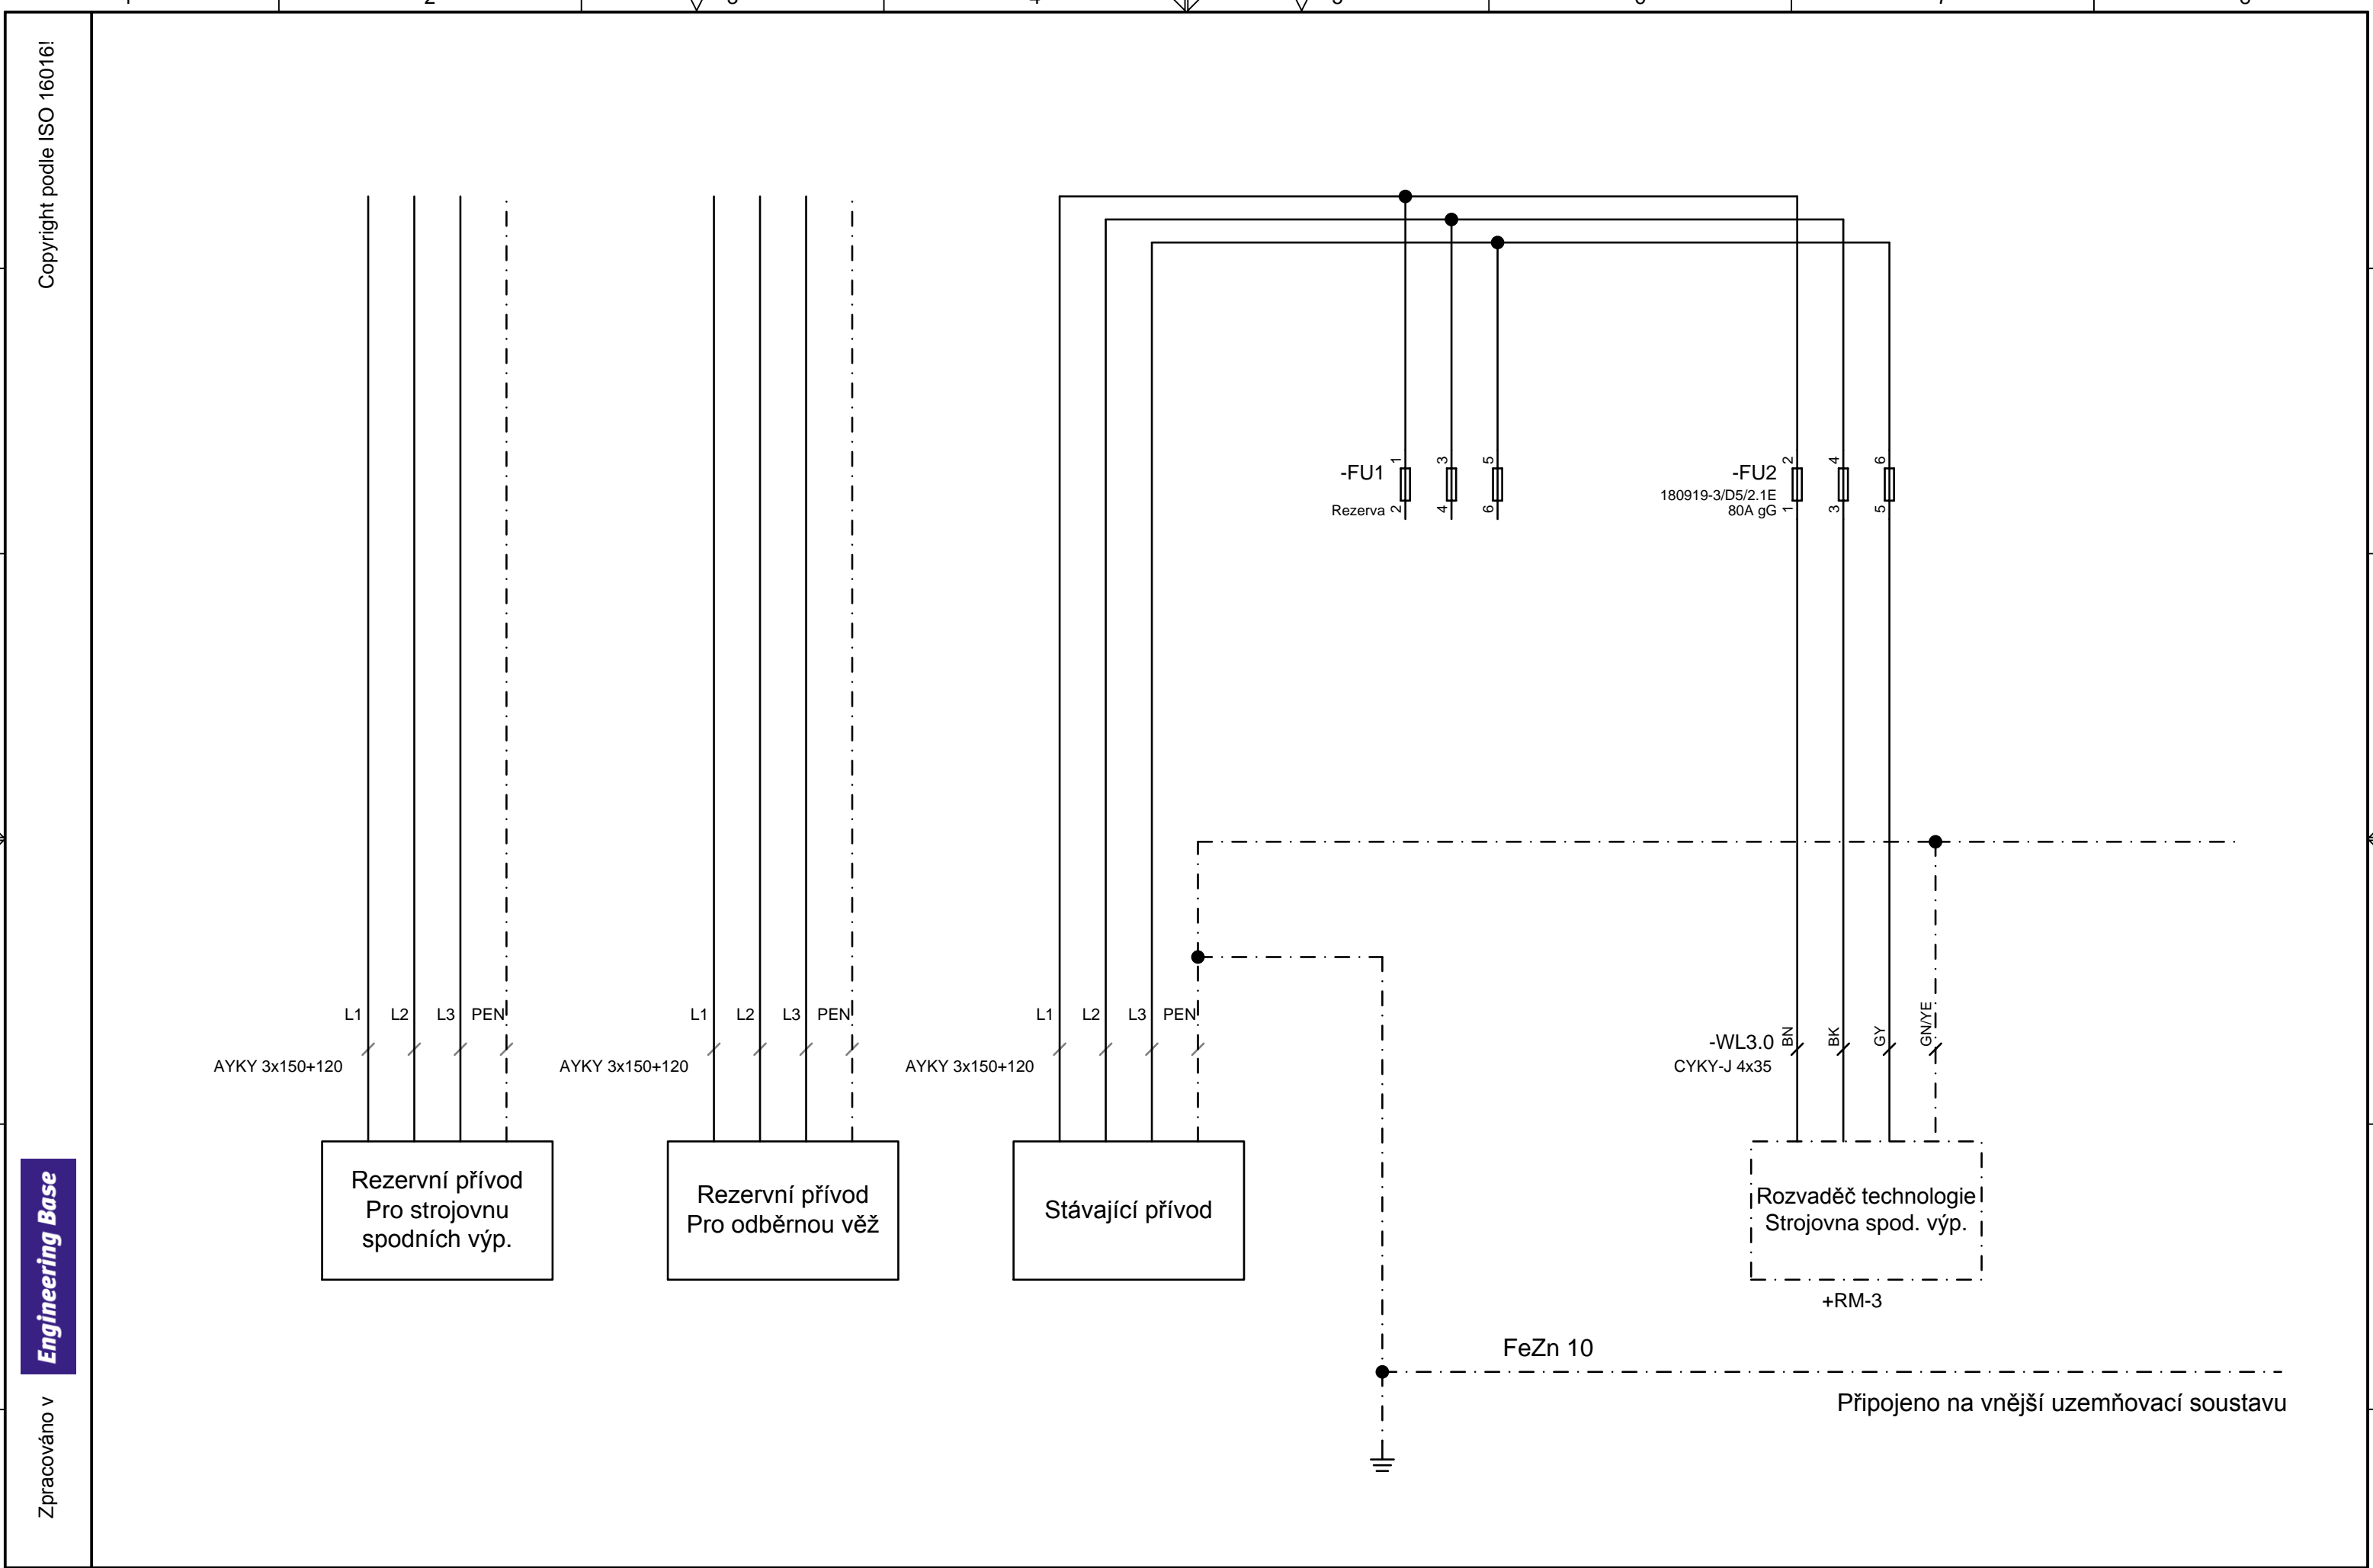 Copyright podle ISO 16016!
-FU1
Rezerva
1
3
5
2
4
6
-FU2
180919-3/D5/2.1E
80A gG
2
4
6
1
3
5
L1 L2 L3 PEN
AYKY 3x150+120
L1 L2 L3 PEN
AYKY 3x150+120
L1 L2 L3 PEN
AYKY 3x150+120
-WL3.0
CYKY-J 4x35
BN
BK
GY
GN/YE
Rezervní přívod
Pro strojovnu
spodních výp.
Rezervní přívod
Pro odběrnou věž
Stávající přívod
Rozvaděč technologie
Strojovna spod. výp.
+RM-3
FeZn 10
Připojeno na vnější uzemňovací soustavu
Zpracováno v
Engineering Base